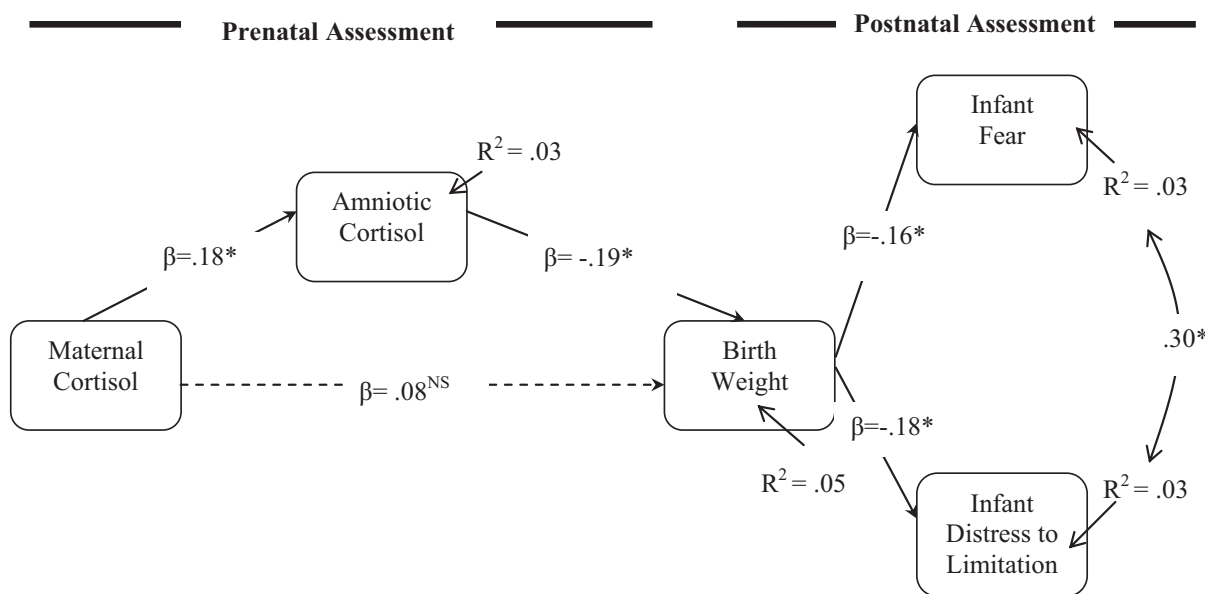 Prenatal Assessment
Postnatal Assessment
Infant
Fear
R² = .03
R² = .03
Amniotic
Cortisol
β=.18*
β= -.19*
β=-.16*
Maternal
Cortisol
β= .08ᴺˢ
Birth
Weight
.30*
β=-.18*
R² = .05
R² = .03
Infant
Distress to
Limitation